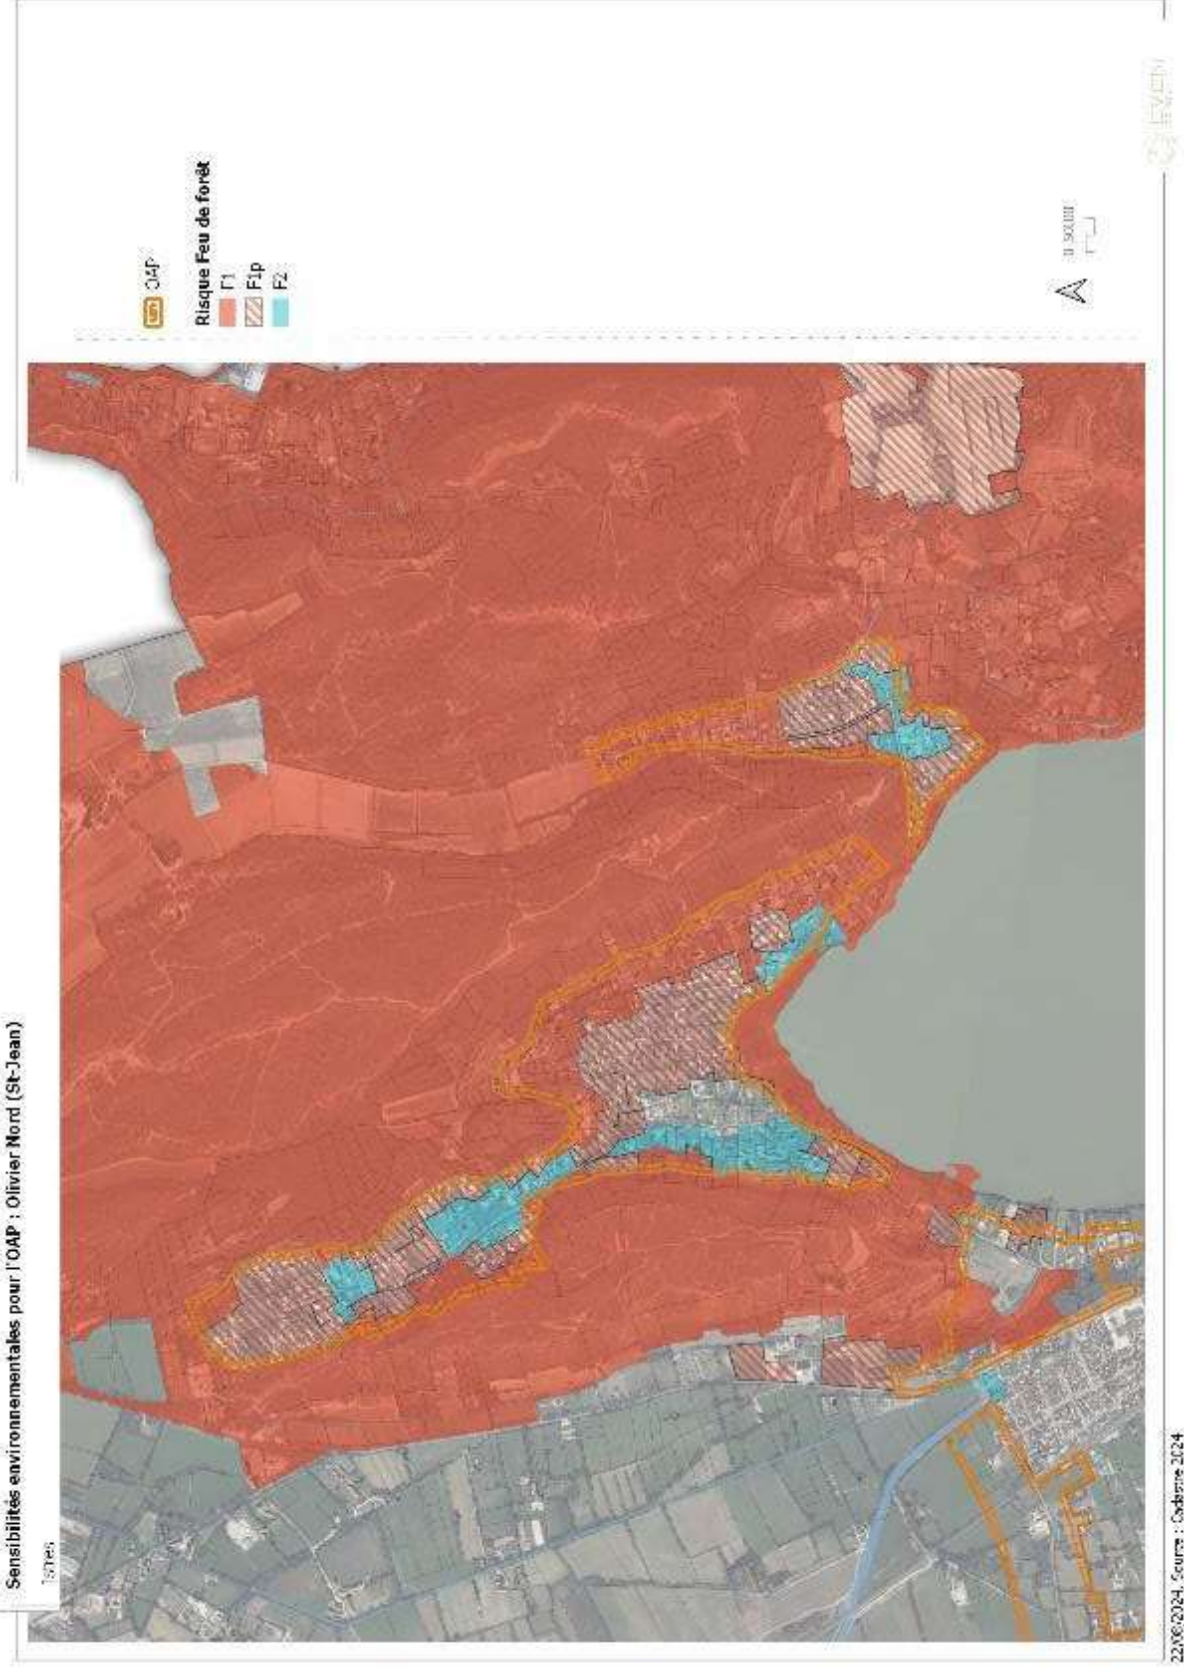 Sensibilités environnementales pour l'OAP : Olivier Nord (St-Jean)
Istres
OAP
Risque Feu de forêt
F1
F1p
F2
22/08/2024. Source : Cadastre 2024